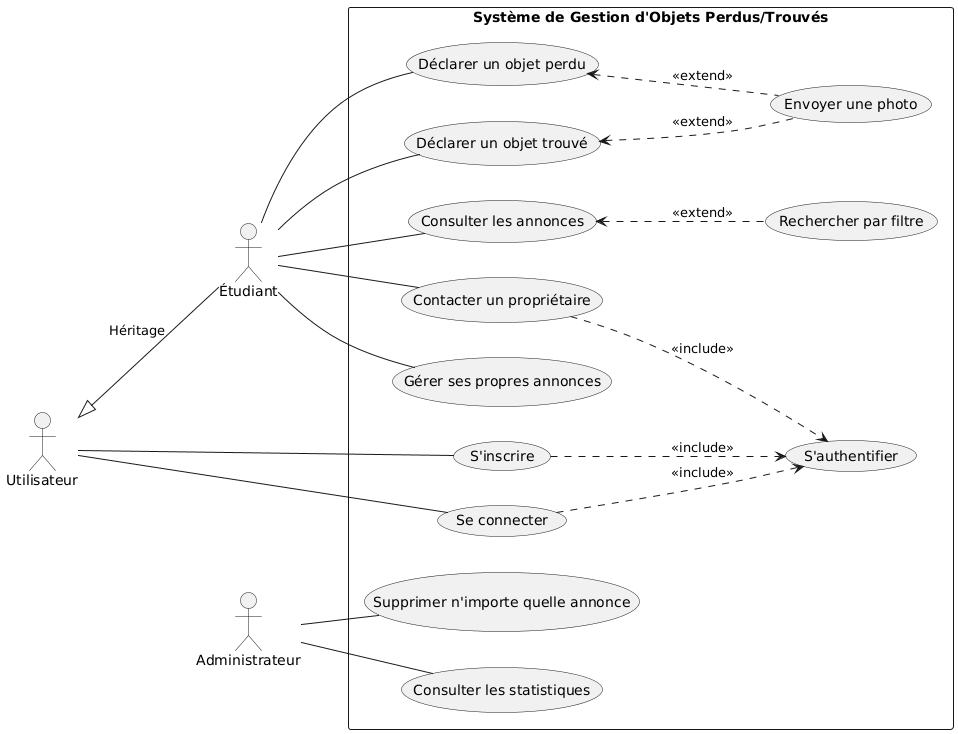 Système de Gestion d'Objets Perdus/Trouvés
Déclarer un objet perdu
«extend»
Envoyer une photo
«extend»
Déclarer un objet trouvé
Consulter les annonces
«extend»
Rechercher par filtre
Étudiant
Contacter un propriétaire
Héritage
«include»
Gérer ses propres annonces
Utilisateur
S'inscrire
«include»
S'authentifier
«include»
Se connecter
Supprimer n'importe quelle annonce
Administrateur
Consulter les statistiques